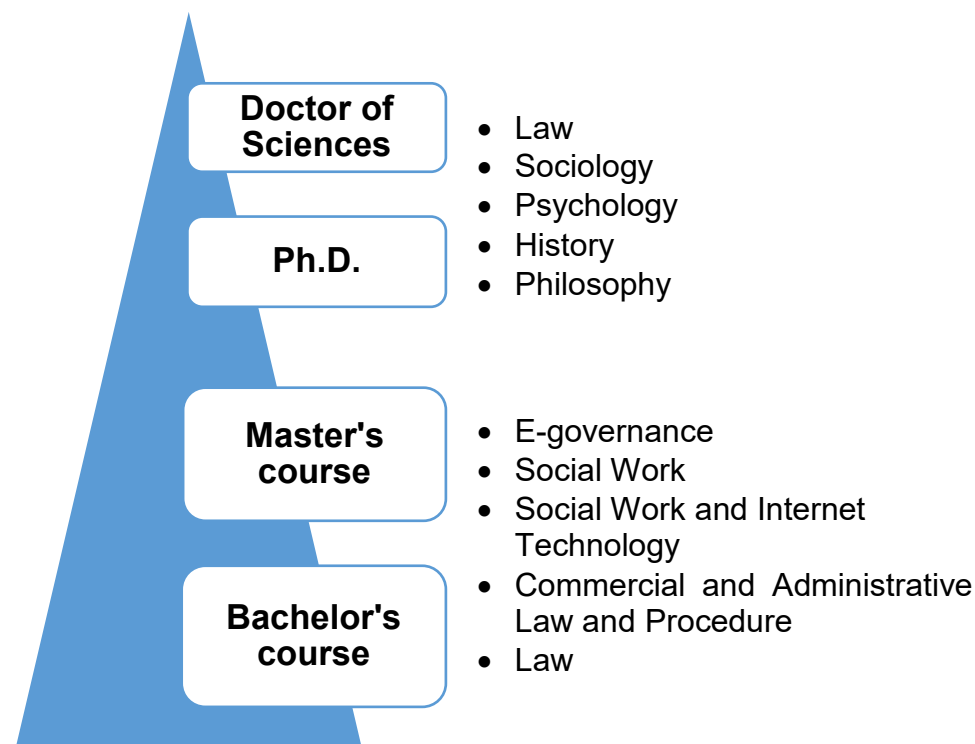 Doctor of
Sciences
• Law
• Sociology
• Psychology
• History
• Philosophy
Ph.D.
Master's
course
• E-governance
• Social Work
• Social Work and Internet
Technology
• Commercial and Administrative
Law and Procedure
• Law
Bachelor's
course